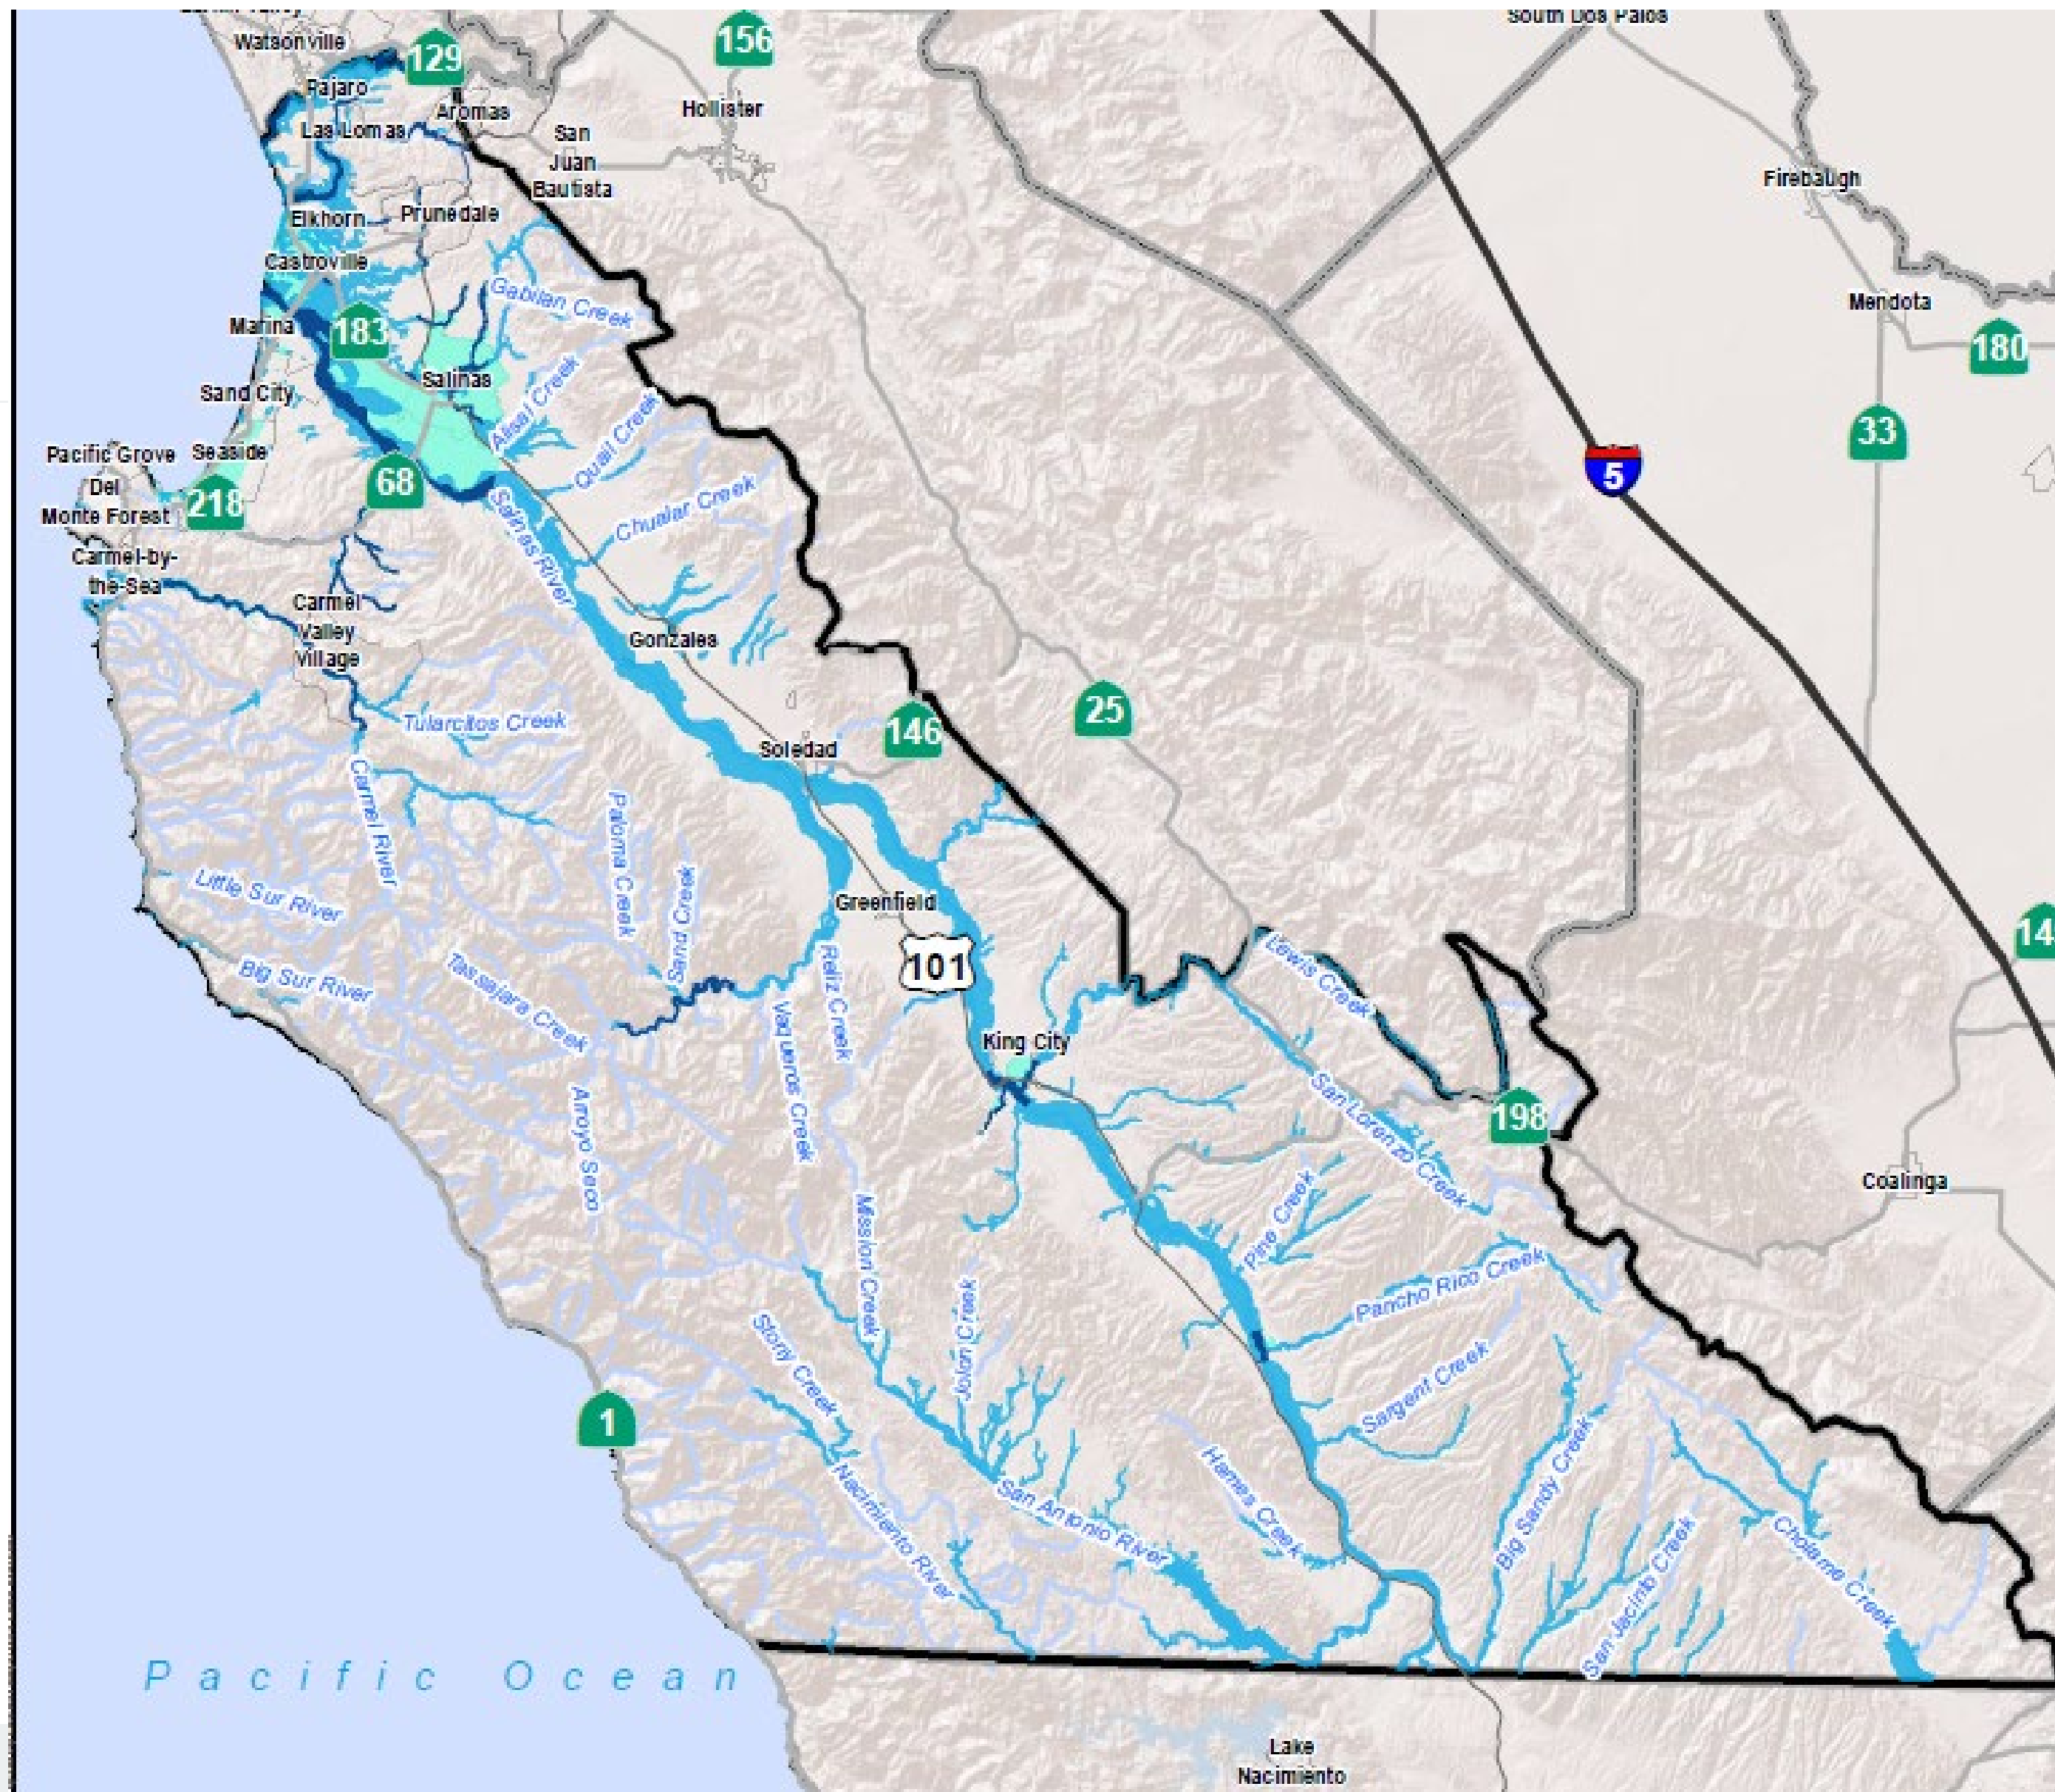 South Dos Palos
Watsonville
129
156
Pajaro
Hollister
Aromas
Las Lomas
San
Juan
Bautista
Firebaugh
Elkhorn
Prunedale
Castroville
Gabilan Creek
Mendota
Marina
183
180
Salinas
Sand City
Alisal Creek
Quail Creek
33
Pacific Grove
Seaside
5
Del
Monte Forest
218
68
Chualar Creek
Salinas River
Carmel-by-
the-Sea
Carmel
Valley
Village
Gonzales
Tularcitos Creek
146
25
Soledad
Carmel River
Paloma Creek
Sand Creek
Little Sur River
Greenfield
14
Big Sur River
Tassajara Creek
Reliz Creek
101
Lewis Creek
Vaqueros Creek
King City
Arroyo Seco
San Lorenzo Creek
198
Coalinga
Mission Creek
Pine Creek
Pancho Rico Creek
Jolon Creek
Stony Creek
Sargent Creek
1
Hames Creek
Nacimiento River
San Antonio River
Big Sandy Creek
San Jacinto Creek
Cholame Creek
Pacific Ocean
Lake
Nacimiento